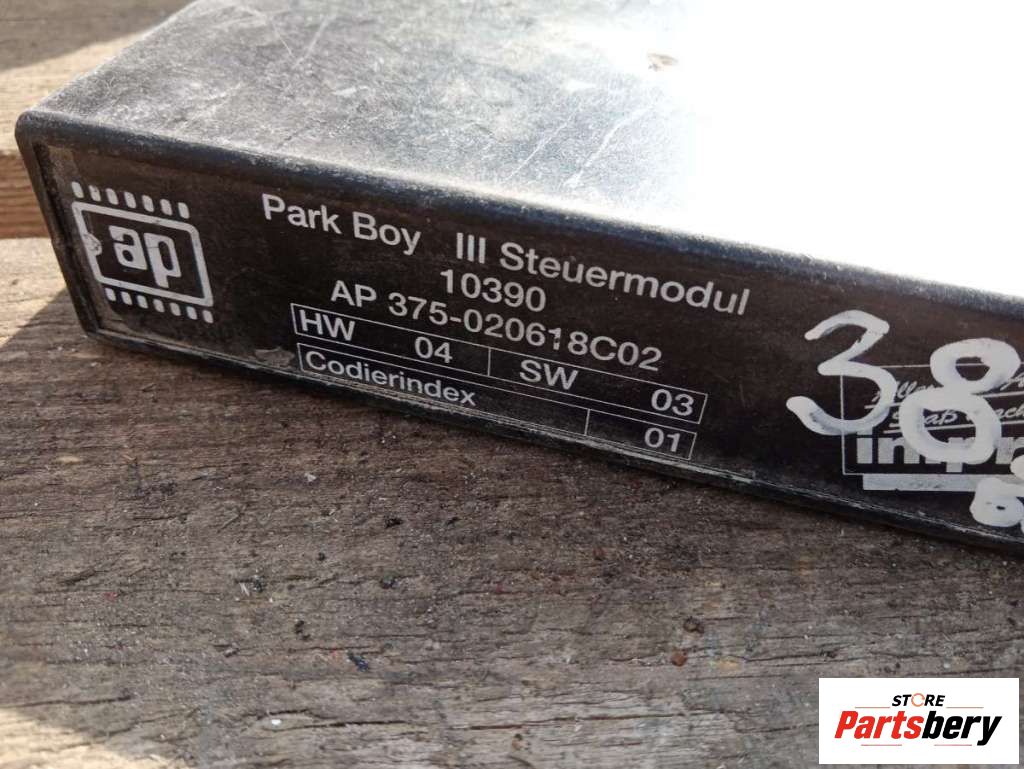 ap
Park Boy III Steuermodul
10390
AP 375-020618C02
HW 04 SW 03
Codierindex
01
38
STORE
Partsbery